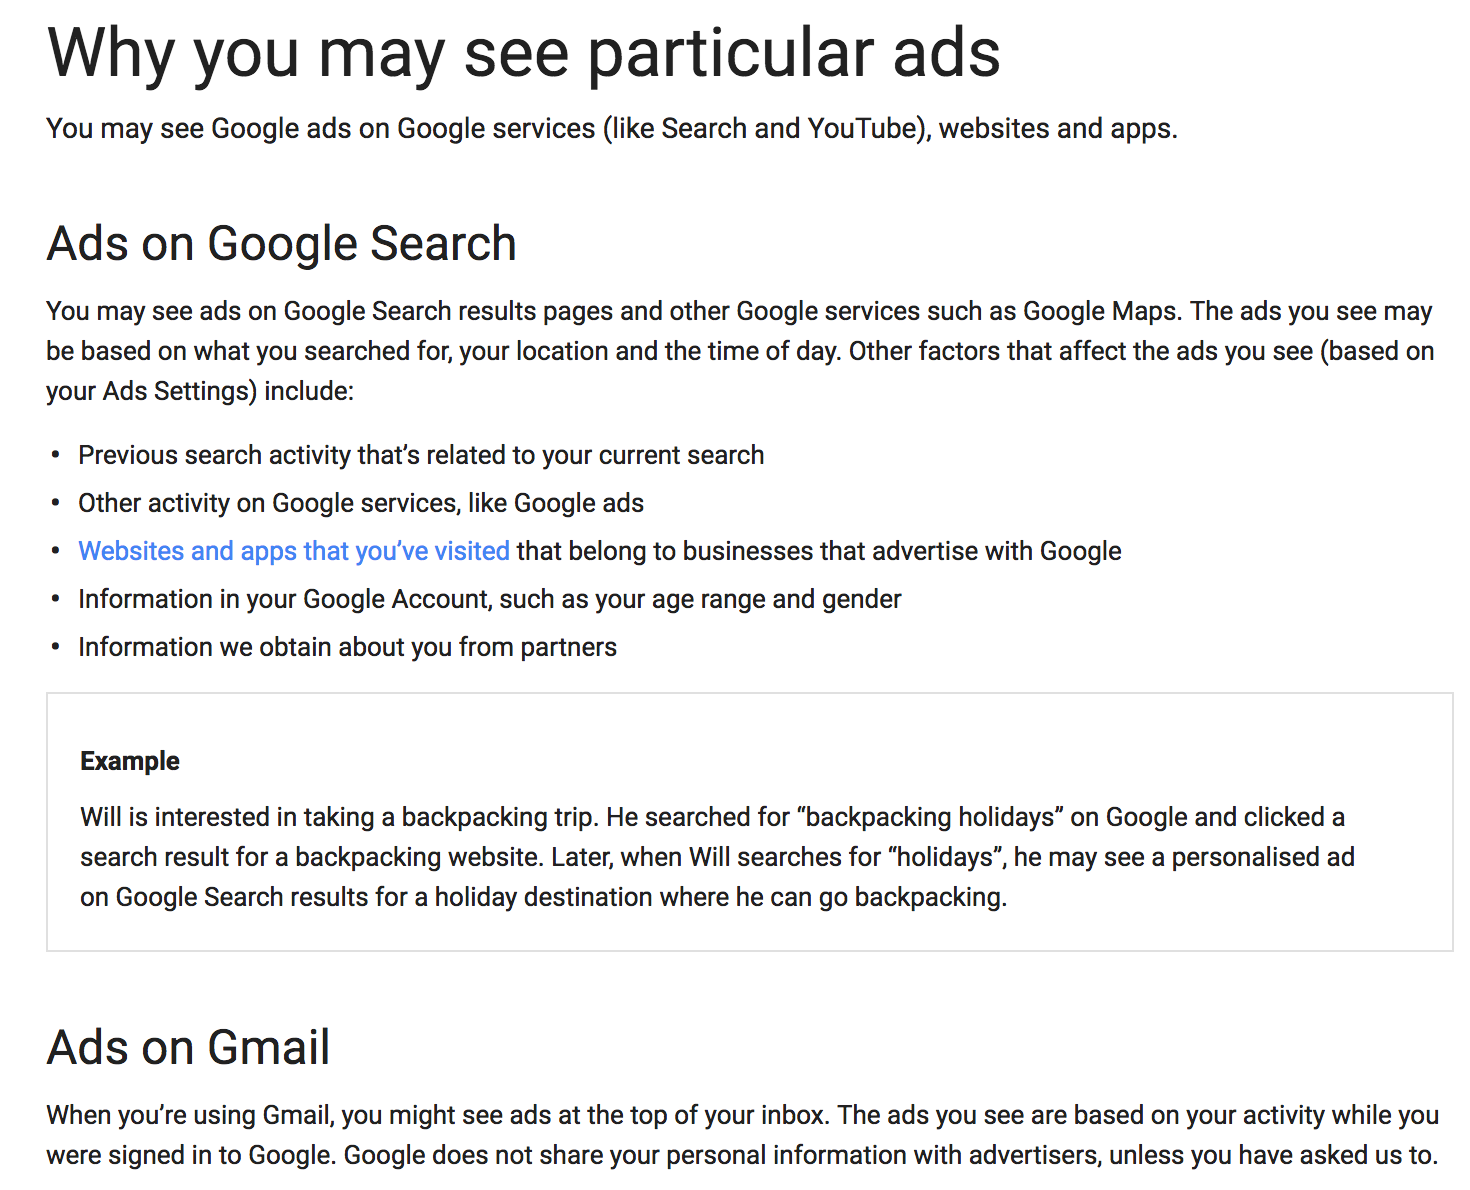 Why you may see particular ads
You may see Google ads on Google services (like Search and YouTube), websites and apps.
Ads on Google Search
You may see ads on Google Search results pages and other Google services such as Google Maps. The ads you see may
be based on what you searched for, your location and the time of day. Other factors that affect the ads you see (based on
your Ads Settings) include:
• Previous search activity that’s related to your current search
• Other activity on Google services, like Google ads
• Websites and apps that you’ve visited that belong to businesses that advertise with Google
• Information in your Google Account, such as your age range and gender
• Information we obtain about you from partners
Example
Will is interested in taking a backpacking trip. He searched for “backpacking holidays” on Google and clicked a
search result for a backpacking website. Later, when Will searches for “holidays”, he may see a personalised ad
on Google Search results for a holiday destination where he can go backpacking.
Ads on Gmail
When you’re using Gmail, you might see ads at the top of your inbox. The ads you see are based on your activity while you
were signed in to Google. Google does not share your personal information with advertisers, unless you have asked us to.